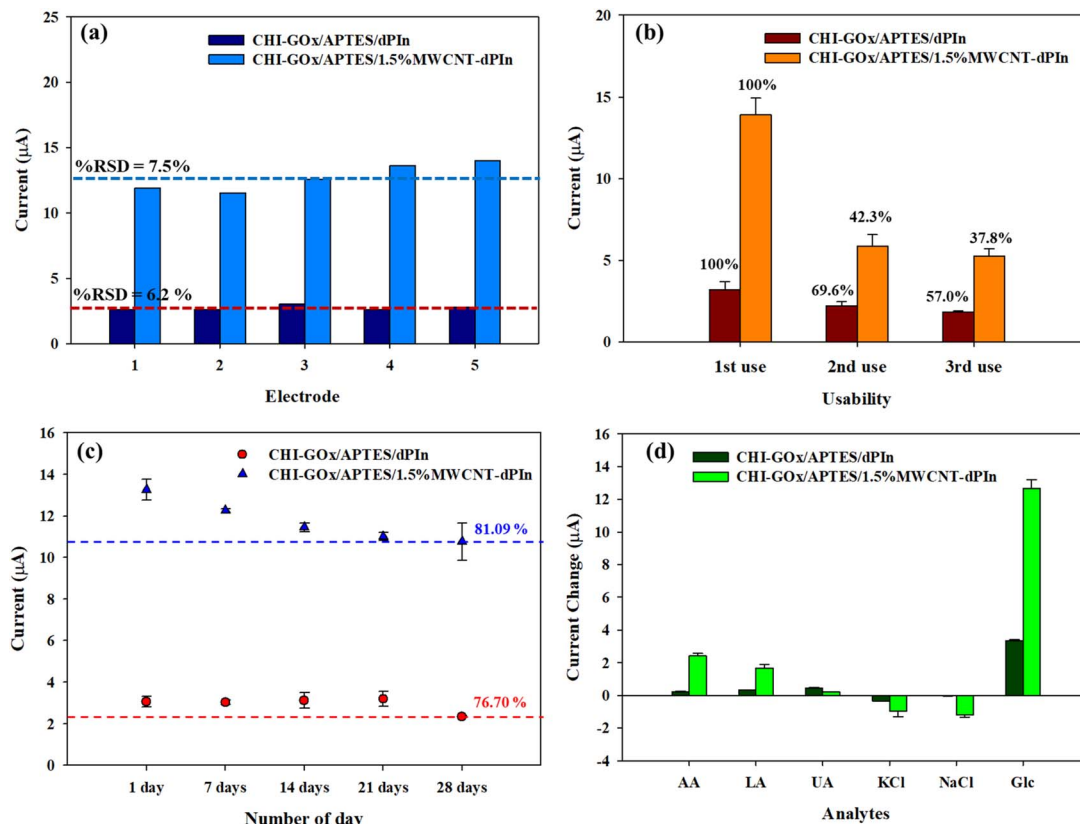 (a)
CHI-GOx/APTES/dPIn
CHI-GOx/APTES/1.5%MWCNT-dPIn
25
20
15
10
5
0
Current (µA)
%RSD = 7.5%
%RSD = 6.2 %
1 2 3 4 5
Electrode
(b)
CHI-GOx/APTES/dPIn
CHI-GOx/APTES/1.5%MWCNT-dPIn
20
15
10
5
0
Current (µA)
100%
100%
69.6%
42.3%
57.0%
37.8%
1st use 2nd use 3rd use
Usability
(c)
CHI-GOx/APTES/dPIn
CHI-GOx/APTES/1.5%MWCNT-dPIn
16
14
12
10
8
6
4
2
0
Current (µA)
81.09 %
76.70 %
1 day 7 days 14 days 21 days 28 days
Number of day
(d)
CHI-GOx/APTES/dPIn
CHI-GOx/APTES/1.5%MWCNT-dPIn
16
14
12
10
8
6
4
2
0
-2
-4
Current Change (µA)
AA LA UA KCl NaCl Glc
Analytes